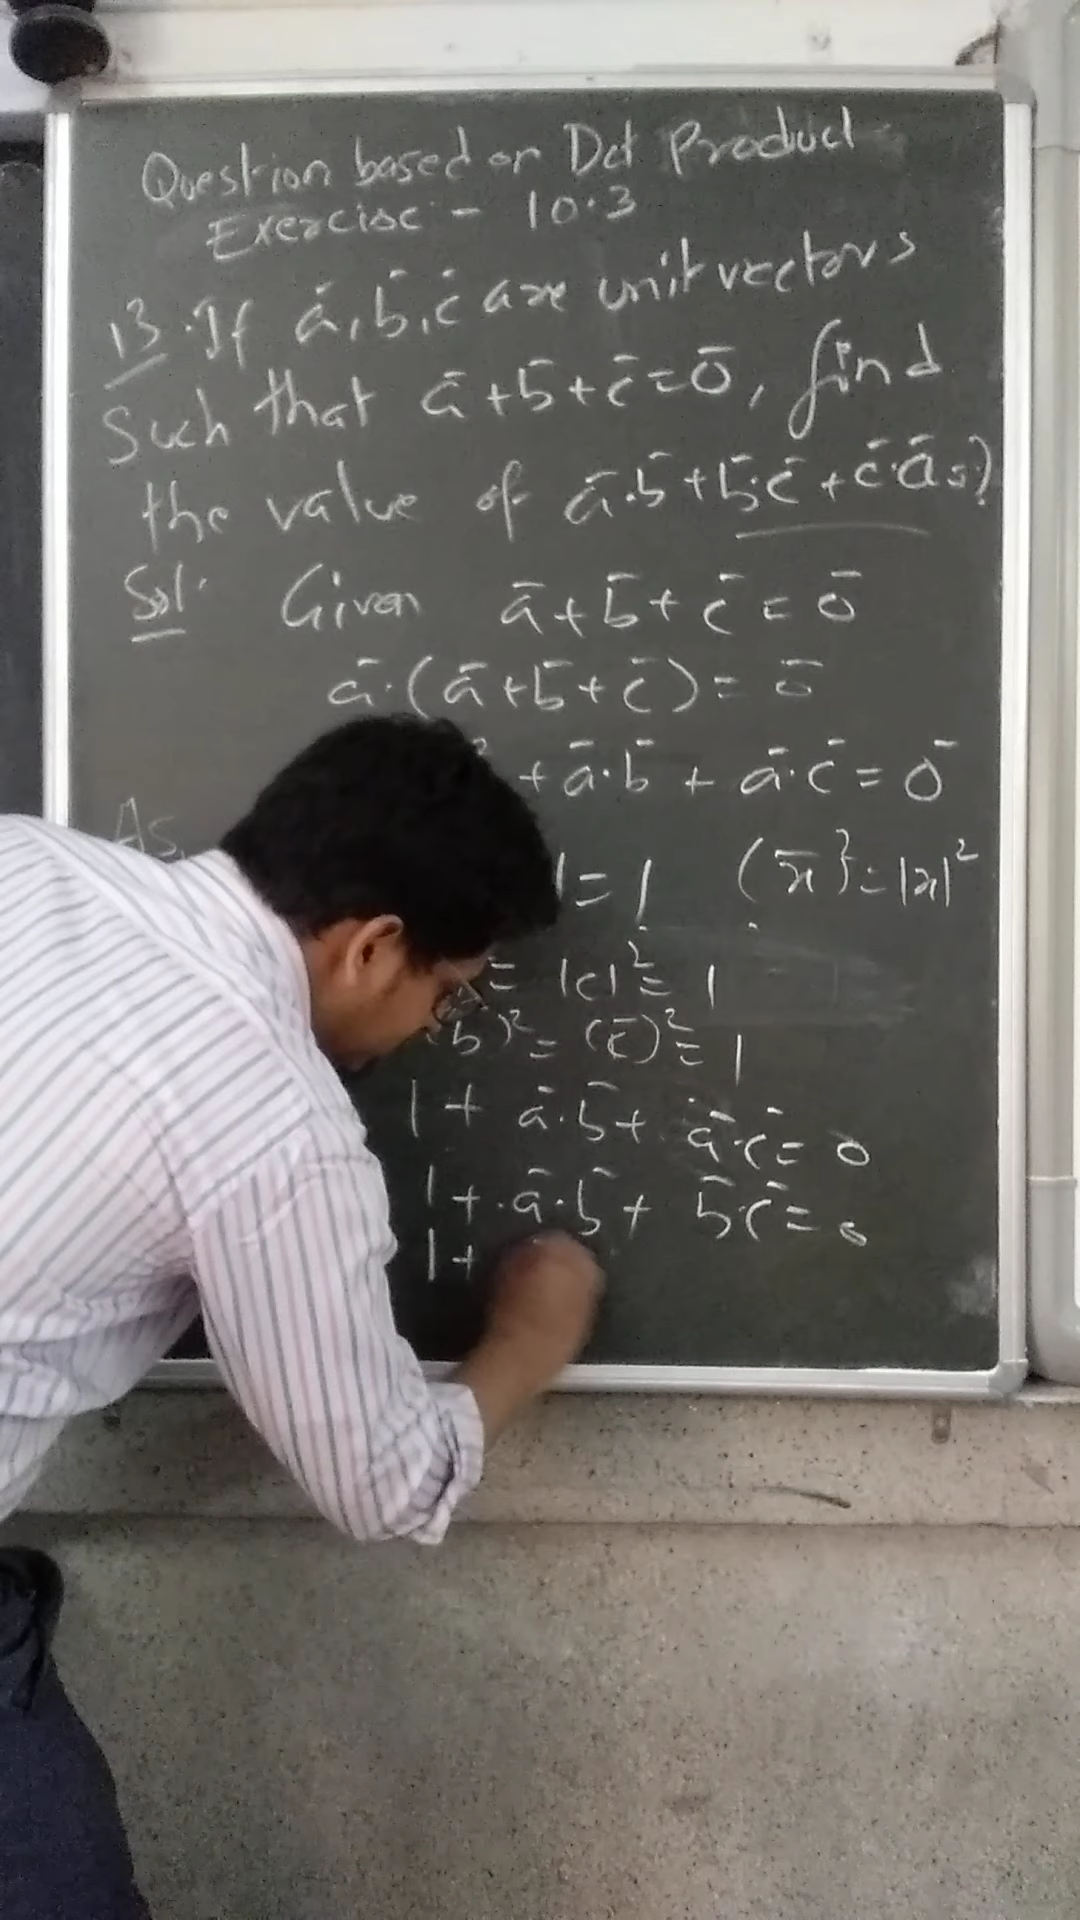 Question based on Dot Product
Exercise - 10.3
13. If a̅, b̅, c̅ are unit vectors
Such that a̅ + b̅ + c̅ = 0̅, find
the value of a̅.b̅ + b̅.c̅ + c̅.a̅
Sol: Given a̅ + b̅ + c̅ = 0̅
a̅.(a̅ + b̅ + c̅) = 0̅
+ a̅.b̅ + a̅.c̅ = 0̅
As
= 1 (x̅)² = |x|²
= |c|² = 1
b)² = (c̅)² = 1
1 + a̅.b̅ + a̅.c̅ = 0
1 + a̅.b̅ + b̅.c̅ = 0
1 +